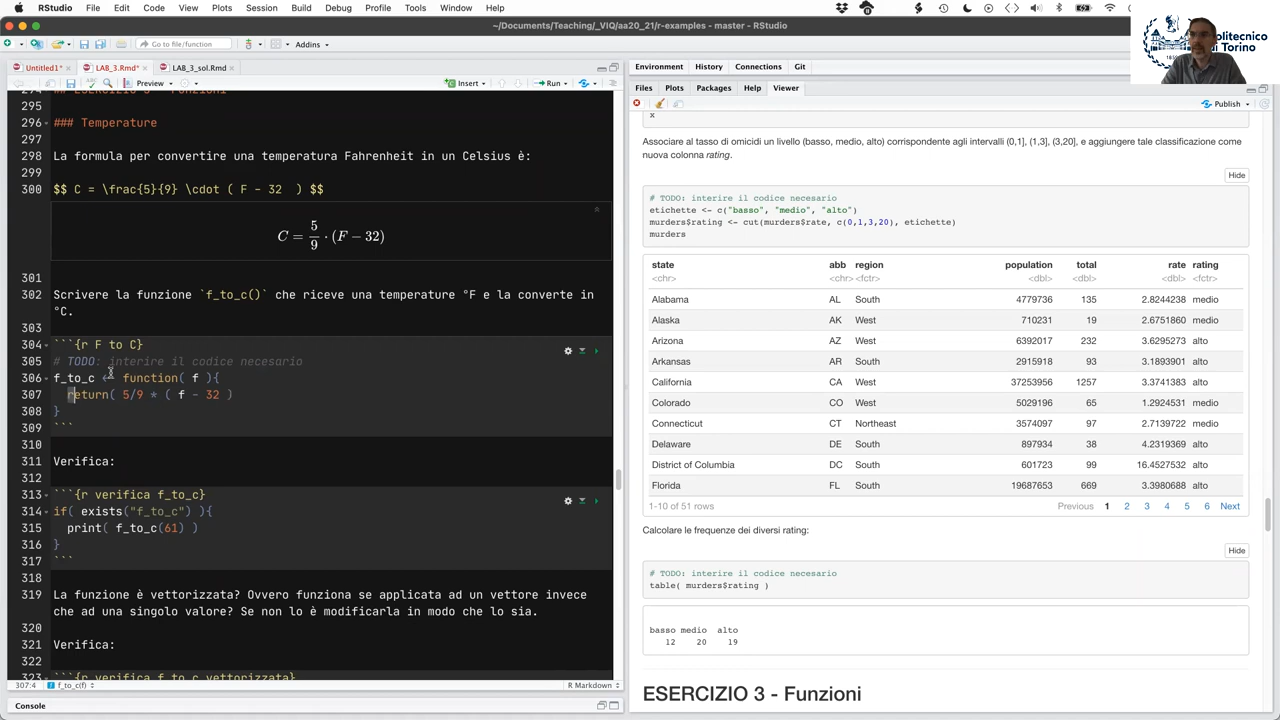 RStudio File Edit Code View Plots Session Build Debug Profile Tools Window Help
~/Documents/Teaching/_VIQ/aa20_21/r-examples - master - RStudio
Go to file/function Addins
Politecnico
di Torino
Untitled1* LAB_3.Rmd* LAB_3_sol.Rmd
Preview Insert Run
294 ## ESERCIZIO 3 - Funzioni
295
296 ### Temperature
297
298 La formula per convertire una temperatura Fahrenheit in un Celsius è:
299
300 $$ C = \frac{5}{9} \cdot ( F - 32  ) $$
C = 5/9 · (F − 32)
301
302 Scrivere la funzione `f_to_c()` che riceve una temperatura °F e la converte in
°C.
303
304 ```{r F to C}
305 # TODO: interire il codice necesario
306 f_to_c <- function( f ){
307 return( 5/9 * ( f - 32 )
308 }
309 ```
310
311 Verifica:
312
313 ```{r verifica f_to_c}
314 if( exists("f_to_c") ){
315 print( f_to_c(61) )
316 }
317 ```
318
319 La funzione è vettorizzata? Ovvero funziona se applicata ad un vettore invece
che ad una singolo valore? Se non lo è modificarla in modo che lo sia.
320
321 Verifica:
322
323 ```{r verifica f_to_c vettorizzata}
307:4 f_to_c(f) R Markdown
Console
Environment History Connections Git
Files Plots Packages Help Viewer
Publish
x
Associare al tasso di omicidi un livello (basso, medio, alto) corrispondente agli intervalli (0,1], (1,3], (3,20], e aggiungere tale classificazione come
nuova colonna rating.
Hide
# TODO: interire il codice necesario
etichette <- c("basso", "medio", "alto")
murders$rating <- cut(murders$rate, c(0,1,3,20), etichette)
murders
state abb region population total rate rating
<chr> <chr> <fctr> <dbl> <dbl> <dbl> <fctr>
Alabama AL South 4779736 135 2.8244238 medio
Alaska AK West 710231 19 2.6751860 medio
Arizona AZ West 6392017 232 3.6295273 alto
Arkansas AR South 2915918 93 3.1893901 alto
California CA West 37253956 1257 3.3741383 alto
Colorado CO West 5029196 65 1.2924531 medio
Connecticut CT Northeast 3574097 97 2.7139722 medio
Delaware DE South 897934 38 4.2319369 alto
District of Columbia DC South 601723 99 16.4527532 alto
Florida FL South 19687653 669 3.3980688 alto
1-10 of 51 rows Previous 1 2 3 4 5 6 Next
Calcolare le frequenze dei diversi rating:
Hide
# TODO: interire il codice necesario
table( murders$rating )
basso medio alto
12 20 19
ESERCIZIO 3 - Funzioni